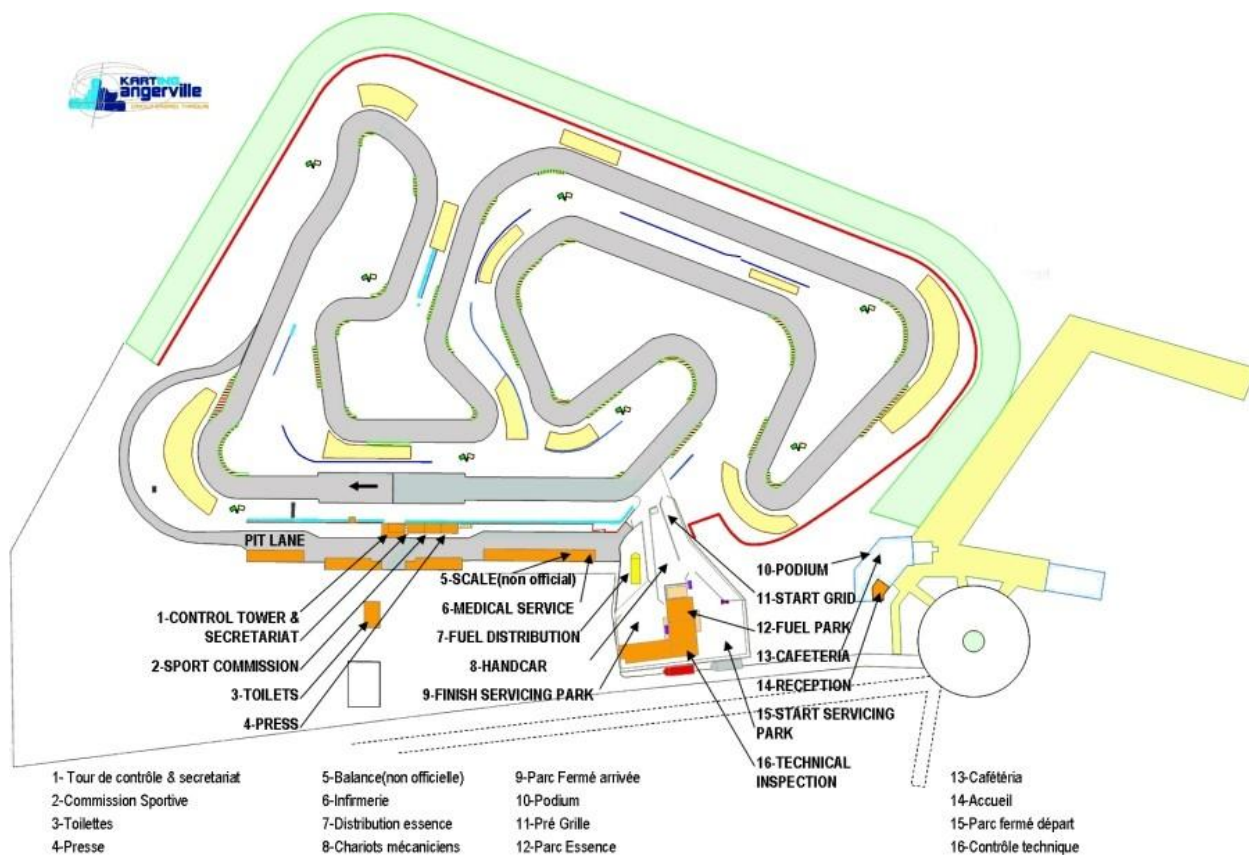 KARTING
angerville
PIT LANE
1-CONTROL TOWER &
SECRETARIAT
2-SPORT COMMISSION
3-TOILETS
4-PRESS
5-SCALE(non official)
6-MEDICAL SERVICE
7-FUEL DISTRIBUTION
8-HANDCAR
9-FINISH SERVICING PARK
10-PODIUM
11-START GRID
12-FUEL PARK
13-CAFETERIA
14-RECEPTION
15-START SERVICING
PARK
16-TECHNICAL
INSPECTION
1- Tour de contrôle & secretariat
2-Commission Sportive
3-Toilettes
4-Presse
5-Balance(non officielle)
6-Infirmerie
7-Distribution essence
8-Chariots mécaniciens
9-Parc Fermé arrivée
10-Podium
11-Pré Grille
12-Parc Essence
13-Cafétéria
14-Accueil
15-Parc fermé départ
16-Contrôle technique